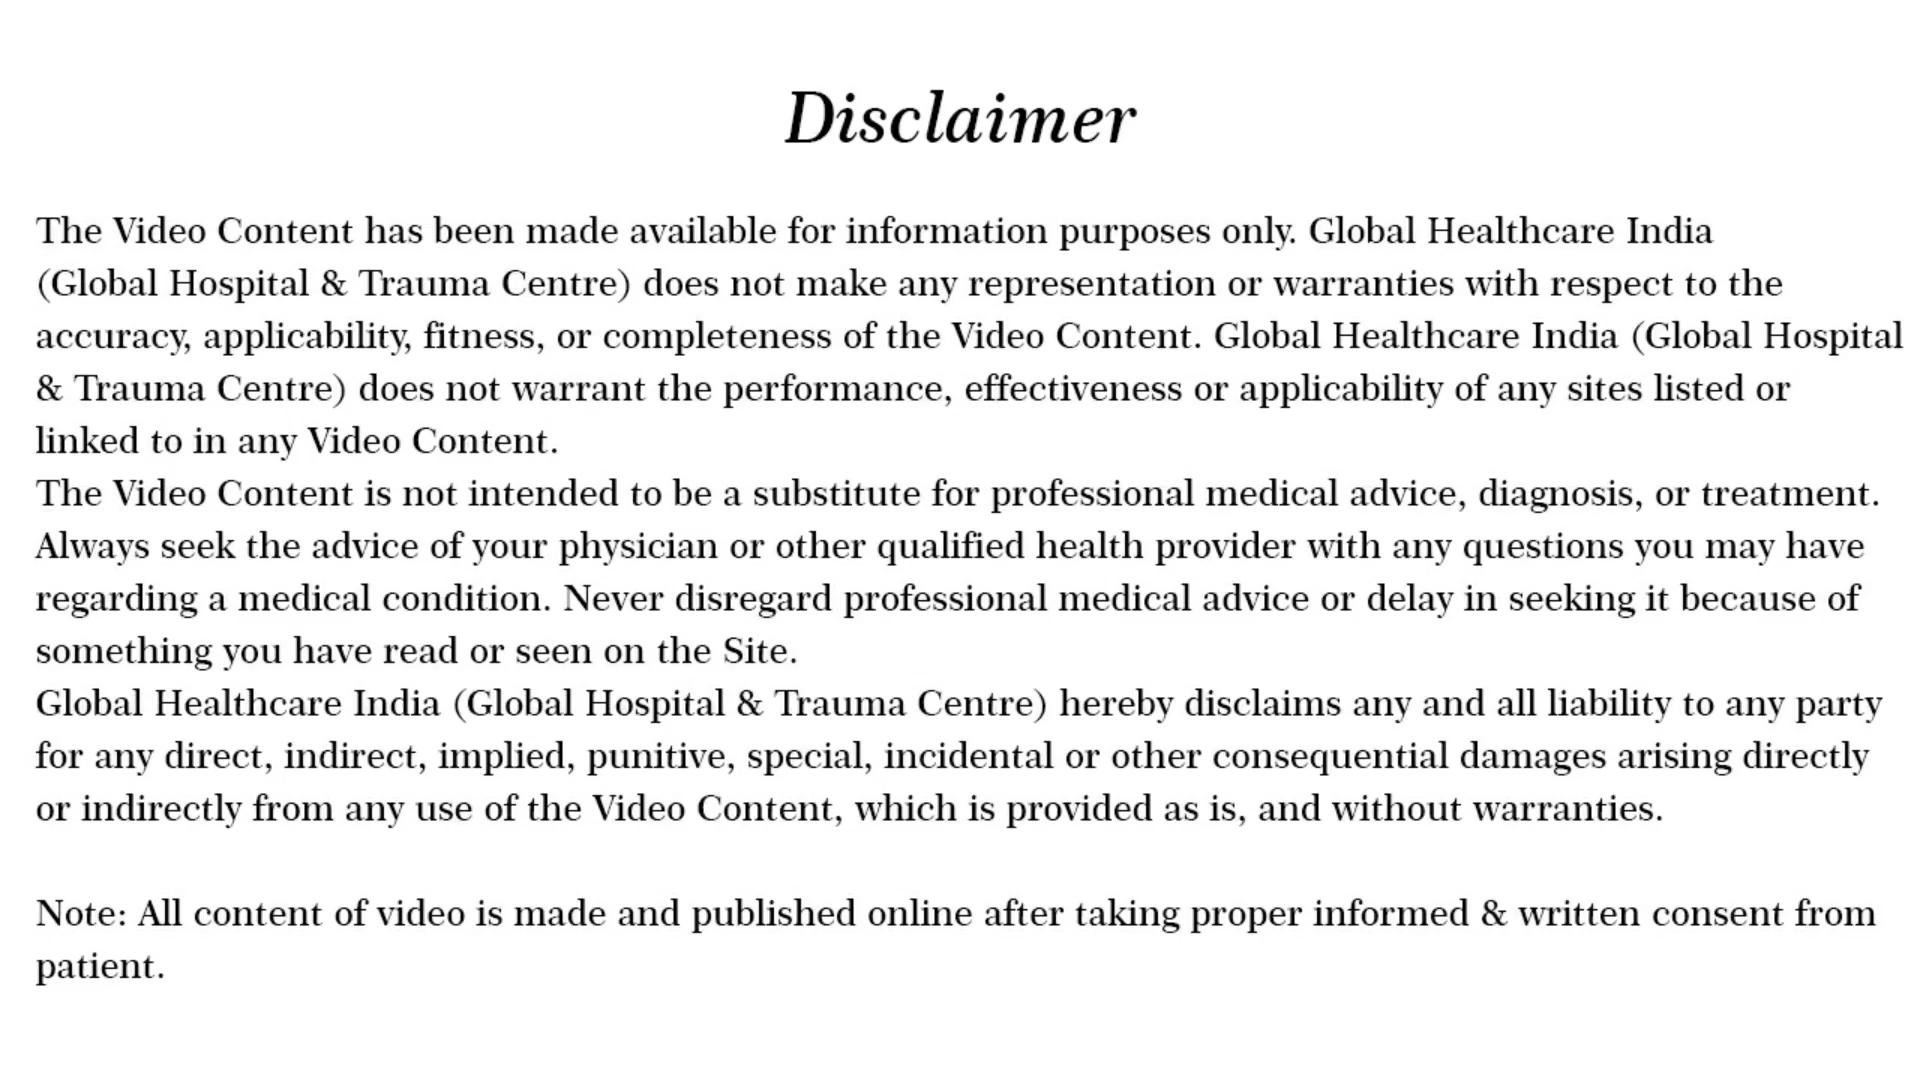 Disclaimer
The Video Content has been made available for information purposes only. Global Healthcare India
(Global Hospital & Trauma Centre) does not make any representation or warranties with respect to the
accuracy, applicability, fitness, or completeness of the Video Content. Global Healthcare India (Global Hospital
& Trauma Centre) does not warrant the performance, effectiveness or applicability of any sites listed or
linked to in any Video Content.
The Video Content is not intended to be a substitute for professional medical advice, diagnosis, or treatment.
Always seek the advice of your physician or other qualified health provider with any questions you may have
regarding a medical condition. Never disregard professional medical advice or delay in seeking it because of
something you have read or seen on the Site.
Global Healthcare India (Global Hospital & Trauma Centre) hereby disclaims any and all liability to any party
for any direct, indirect, implied, punitive, special, incidental or other consequential damages arising directly
or indirectly from any use of the Video Content, which is provided as is, and without warranties.
Note: All content of video is made and published online after taking proper informed & written consent from
patient.